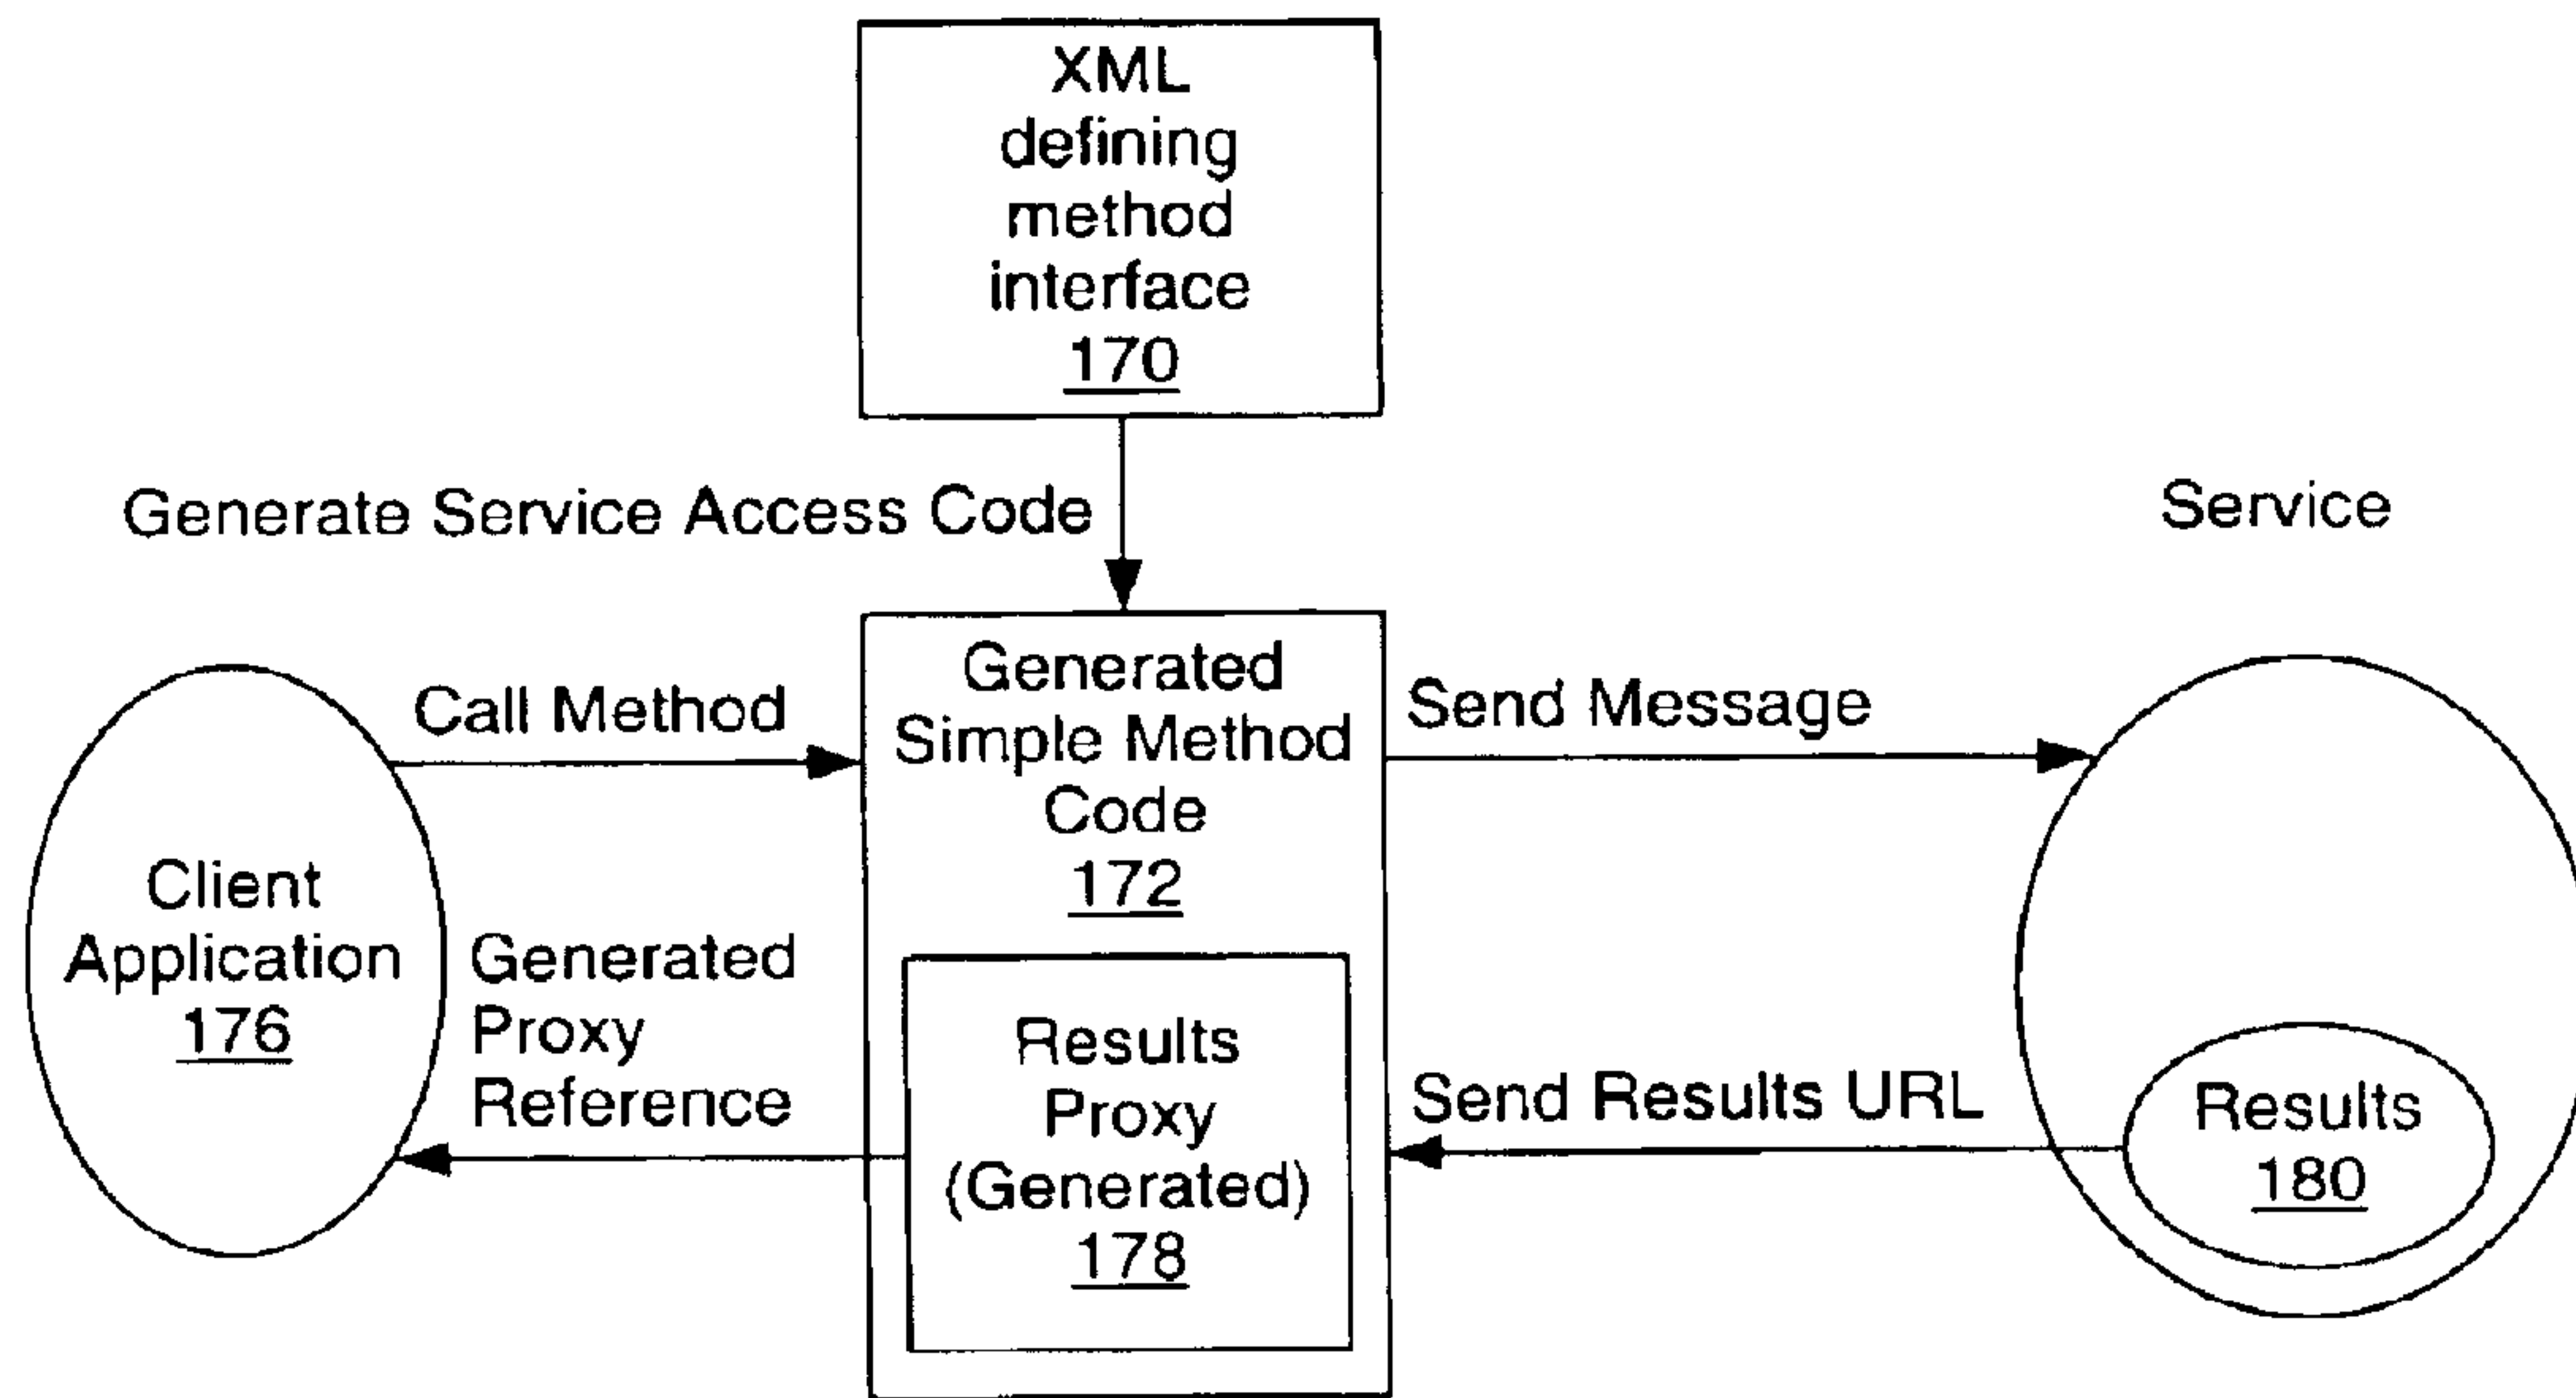 XML
defining
method
interface
170
Generate Service Access Code
Service
Generated
Simple Method
Code
172
Call Method
Send Message
Client
Application
176
Generated
Proxy
Reference
Results
Proxy
(Generated)
178
Send Results URL
Results
180